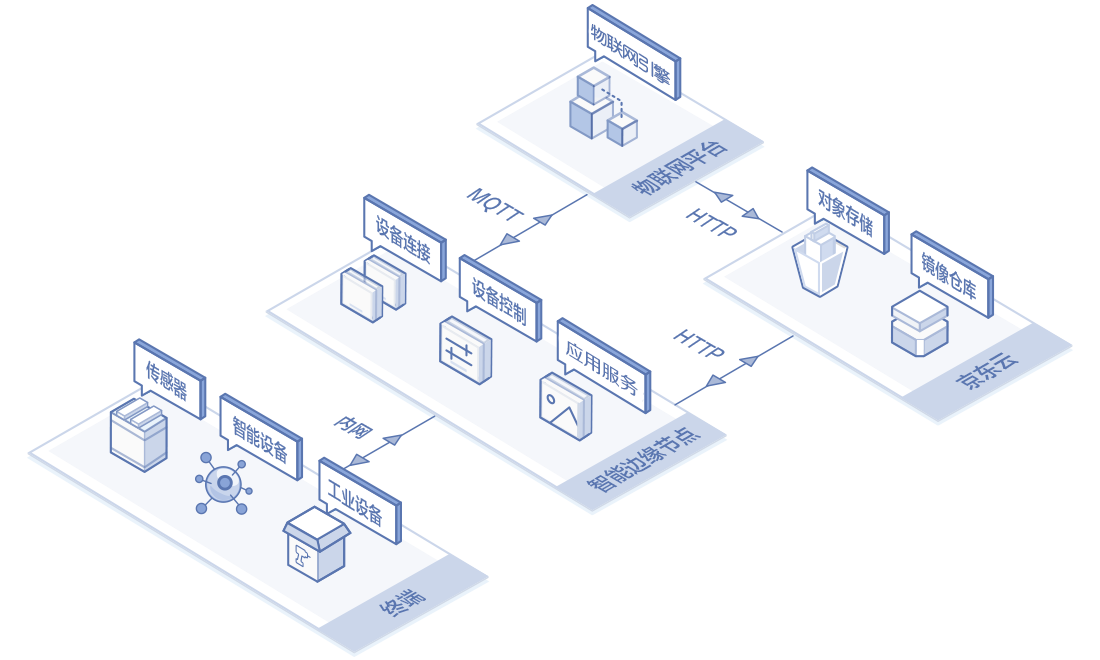 物联网引擎
物联网平台
MQTT
HTTP
对象存储
镜像仓库
京东云
设备连接
设备控制
应用服务
智能边缘节点
HTTP
内网
传感器
智能设备
工业设备
终端